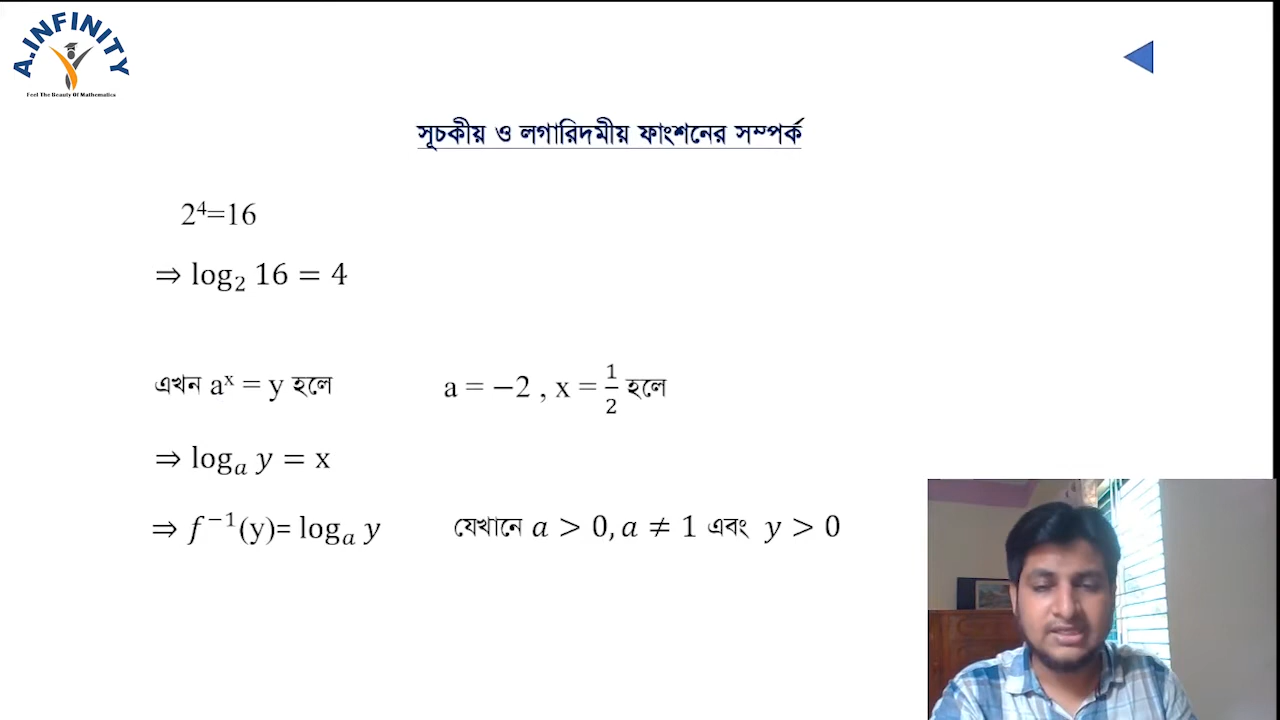 A.INFINITY
Feel The Beauty Of Mathematics
সূচকীয় ও লগারিদমীয় ফাংশনের সম্পর্ক
2⁴=16
⇒ log₂ 16 = 4
এখন aˣ = y হলে
a = −2 , x = 1/2 হলে
⇒ logₐ y = x
⇒ f⁻¹(y)= logₐ y
যেখানে a > 0, a ≠ 1 এবং y > 0